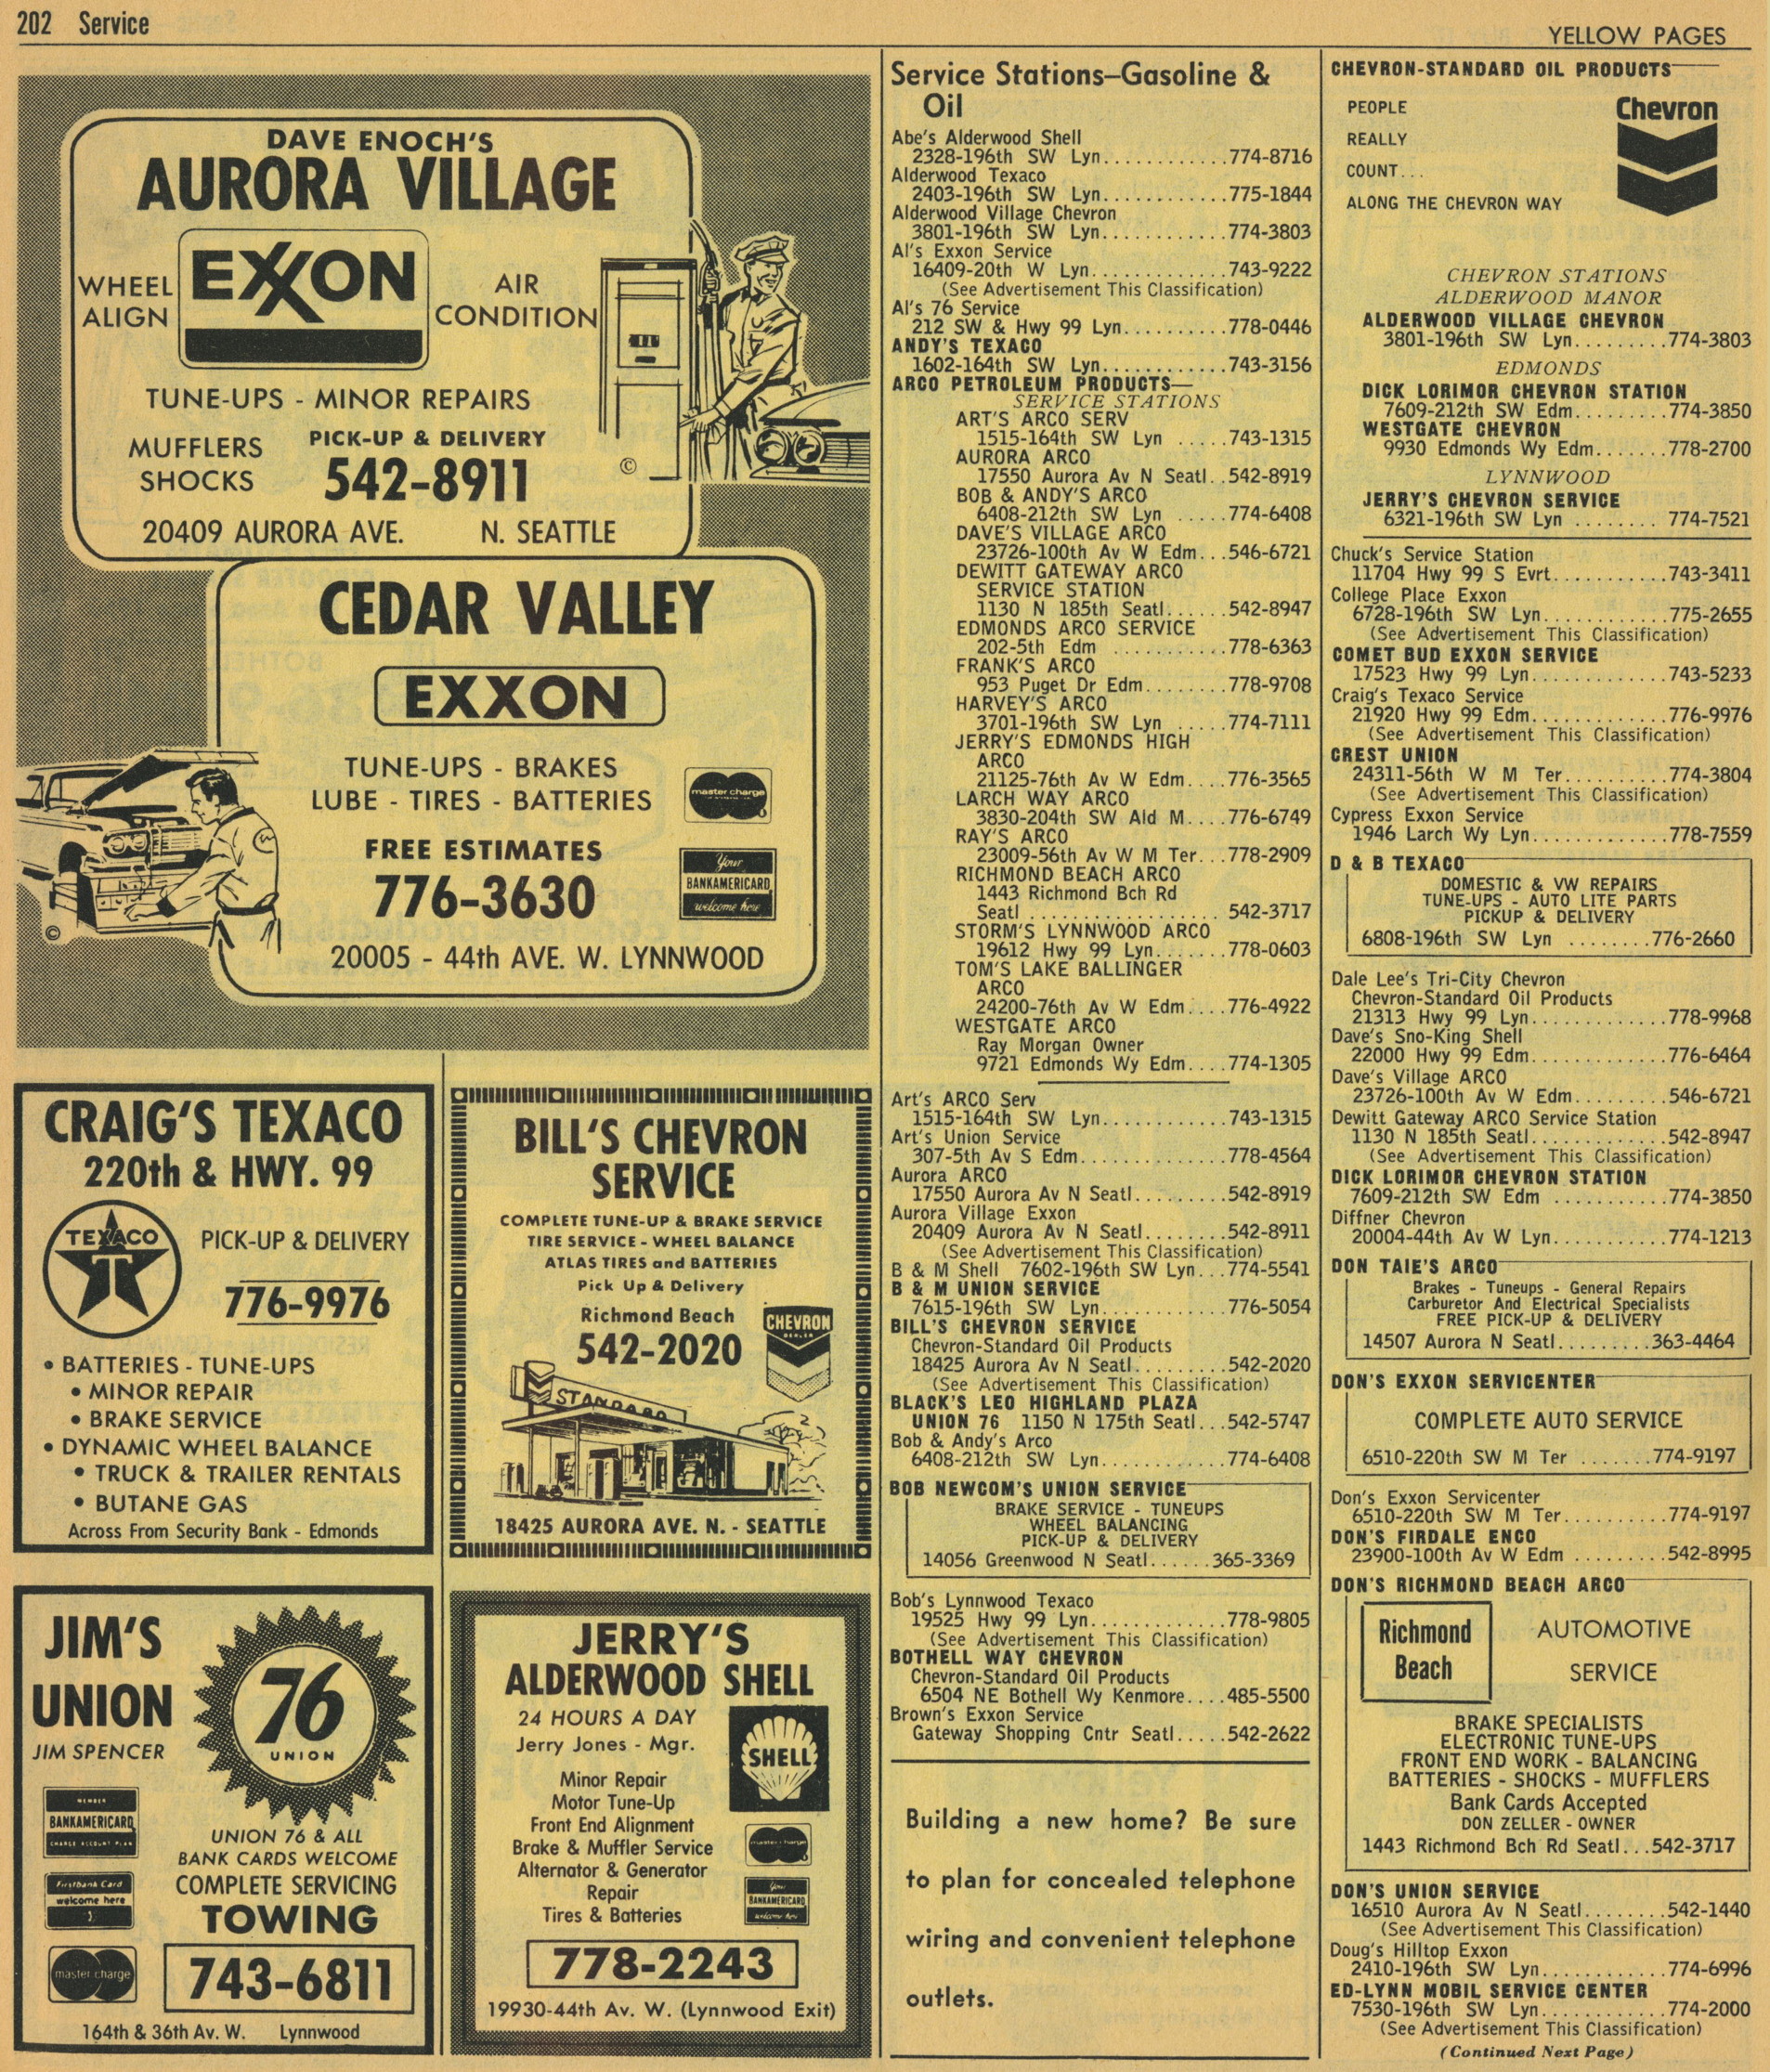 202 Service
YELLOW PAGES
DAVE ENOCH'S
AURORA VILLAGE
WHEEL
ALIGN
EXXON
AIR
CONDITION
TUNE-UPS - MINOR REPAIRS
MUFFLERS
SHOCKS
PICK-UP & DELIVERY
542-8911
©
20409 AURORA AVE. N. SEATTLE
CEDAR VALLEY
EXXON
TUNE-UPS - BRAKES
LUBE - TIRES - BATTERIES
master charge
FREE ESTIMATES
776-3630
Your
BANKAMERICARD
welcome here
©
20005 - 44th AVE. W. LYNNWOOD
CRAIG'S TEXACO
220th & HWY. 99
TEXACO
T
PICK-UP & DELIVERY
776-9976
• BATTERIES - TUNE-UPS
• MINOR REPAIR
• BRAKE SERVICE
• DYNAMIC WHEEL BALANCE
• TRUCK & TRAILER RENTALS
• BUTANE GAS
Across From Security Bank - Edmonds
BILL'S CHEVRON
SERVICE
COMPLETE TUNE-UP & BRAKE SERVICE
TIRE SERVICE - WHEEL BALANCE
ATLAS TIRES and BATTERIES
Pick Up & Delivery
Richmond Beach
542-2020
CHEVRON
DEALER
STANDARD
18425 AURORA AVE. N. - SEATTLE
JIM'S
UNION
JIM SPENCER
76
UNION
MEMBER
BANKAMERICARD
CHARGE ACCOUNT PLAN
Firstbank Card
welcome here
master charge
UNION 76 & ALL
BANK CARDS WELCOME
COMPLETE SERVICING
TOWING
743-6811
164th & 36th Av. W. Lynnwood
JERRY'S
ALDERWOOD SHELL
24 HOURS A DAY
Jerry Jones - Mgr.
SHELL
Minor Repair
Motor Tune-Up
Front End Alignment
Brake & Muffler Service
Alternator & Generator
Repair
Tires & Batteries
master charge
Your
BANKAMERICARD
welcome here
778-2243
19930-44th Av. W. (Lynnwood Exit)
Service Stations–Gasoline &
Oil
Abe's Alderwood Shell
2328-196th SW Lyn............774-8716
Alderwood Texaco
2403-196th SW Lyn............775-1844
Alderwood Village Chevron
3801-196th SW Lyn............774-3803
Al's Exxon Service
16409-20th W Lyn.............743-9222
(See Advertisement This Classification)
Al's 76 Service
212 SW & Hwy 99 Lyn..........778-0446
ANDY'S TEXACO
1602-164th SW Lyn............743-3156
ARCO PETROLEUM PRODUCTS—
SERVICE STATIONS
ART'S ARCO SERV
1515-164th SW Lyn .....743-1315
AURORA ARCO
17550 Aurora Av N Seatl..542-8919
BOB & ANDY'S ARCO
6408-212th SW Lyn .....774-6408
DAVE'S VILLAGE ARCO
23726-100th Av W Edm...546-6721
DEWITT GATEWAY ARCO
SERVICE STATION
1130 N 185th Seatl......542-8947
EDMONDS ARCO SERVICE
202-5th Edm ...........778-6363
FRANK'S ARCO
953 Puget Dr Edm........778-9708
HARVEY'S ARCO
3701-196th SW Lyn .....774-7111
JERRY'S EDMONDS HIGH
ARCO
21125-76th Av W Edm....776-3565
LARCH WAY ARCO
3830-204th SW Ald M....776-6749
RAY'S ARCO
23009-56th Av W M Ter...778-2909
RICHMOND BEACH ARCO
1443 Richmond Bch Rd
Seatl ................... 542-3717
STORM'S LYNNWOOD ARCO
19612 Hwy 99 Lyn.......778-0603
TOM'S LAKE BALLINGER
ARCO
24200-76th Av W Edm....776-4922
WESTGATE ARCO
Ray Morgan Owner
9721 Edmonds Wy Edm....774-1305
Art's ARCO Serv
1515-164th SW Lyn............743-1315
Art's Union Service
307-5th Av S Edm..............778-4564
Aurora ARCO
17550 Aurora Av N Seatl.........542-8919
Aurora Village Exxon
20409 Aurora Av N Seatl.........542-8911
(See Advertisement This Classification)
B & M Shell 7602-196th SW Lyn...774-5541
B & M UNION SERVICE
7615-196th SW Lyn............776-5054
BILL'S CHEVRON SERVICE
Chevron-Standard Oil Products
18425 Aurora Av N Seatl.........542-2020
(See Advertisement This Classification)
BLACK'S LEO HIGHLAND PLAZA
UNION 76 1150 N 175th Seatl...542-5747
Bob & Andy's Arco
6408-212th SW Lyn............774-6408
BOB NEWCOM'S UNION SERVICE
BRAKE SERVICE - TUNEUPS
WHEEL BALANCING
PICK-UP & DELIVERY
14056 Greenwood N Seatl......365-3369
Bob's Lynnwood Texaco
19525 Hwy 99 Lyn.............778-9805
(See Advertisement This Classification)
BOTHELL WAY CHEVRON
Chevron-Standard Oil Products
6504 NE Bothell Wy Kenmore....485-5500
Brown's Exxon Service
Gateway Shopping Cntr Seatl.....542-2622
Building a new home? Be sure
to plan for concealed telephone
wiring and convenient telephone
outlets.
CHEVRON-STANDARD OIL PRODUCTS
PEOPLE
REALLY
COUNT...
ALONG THE CHEVRON WAY
Chevron
CHEVRON STATIONS
ALDERWOOD MANOR
ALDERWOOD VILLAGE CHEVRON
3801-196th SW Lyn.........774-3803
EDMONDS
DICK LORIMOR CHEVRON STATION
7609-212th SW Edm.........774-3850
WESTGATE CHEVRON
9930 Edmonds Wy Edm.......778-2700
LYNNWOOD
JERRY'S CHEVRON SERVICE
6321-196th SW Lyn ........ 774-7521
Chuck's Service Station
11704 Hwy 99 S Evrt...........743-3411
College Place Exxon
6728-196th SW Lyn............775-2655
(See Advertisement This Classification)
COMET BUD EXXON SERVICE
17523 Hwy 99 Lyn.............743-5233
Craig's Texaco Service
21920 Hwy 99 Edm.............776-9976
(See Advertisement This Classification)
CREST UNION
24311-56th W M Ter..........774-3804
(See Advertisement This Classification)
Cypress Exxon Service
1946 Larch Wy Lyn.............778-7559
D & B TEXACO
DOMESTIC & VW REPAIRS
TUNE-UPS - AUTO LITE PARTS
PICKUP & DELIVERY
6808-196th SW Lyn ........776-2660
Dale Lee's Tri-City Chevron
Chevron-Standard Oil Products
21313 Hwy 99 Lyn.............778-9968
Dave's Sno-King Shell
22000 Hwy 99 Edm.............776-6464
Dave's Village ARCO
23726-100th Av W Edm.........546-6721
Dewitt Gateway ARCO Service Station
1130 N 185th Seatl.............542-8947
(See Advertisement This Classification)
DICK LORIMOR CHEVRON STATION
7609-212th SW Edm ...........774-3850
Diffner Chevron
20004-44th Av W Lyn...........774-1213
DON TAIE'S ARCO
Brakes - Tuneups - General Repairs
Carburetor And Electrical Specialists
FREE PICK-UP & DELIVERY
14507 Aurora N Seatl.........363-4464
DON'S EXXON SERVICENTER
COMPLETE AUTO SERVICE
6510-220th SW M Ter .......774-9197
Don's Exxon Servicenter
6510-220th SW M Ter..........774-9197
DON'S FIRDALE ENCO
23900-100th Av W Edm .........542-8995
DON'S RICHMOND BEACH ARCO
Richmond
Beach
AUTOMOTIVE
SERVICE
BRAKE SPECIALISTS
ELECTRONIC TUNE-UPS
FRONT END WORK - BALANCING
BATTERIES - SHOCKS - MUFFLERS
Bank Cards Accepted
DON ZELLER - OWNER
1443 Richmond Bch Rd Seatl...542-3717
DON'S UNION SERVICE
16510 Aurora Av N Seatl........542-1440
(See Advertisement This Classification)
Doug's Hilltop Exxon
2410-196th SW Lyn............774-6996
ED-LYNN MOBIL SERVICE CENTER
7530-196th SW Lyn............774-2000
(See Advertisement This Classification)
(Continued Next Page)